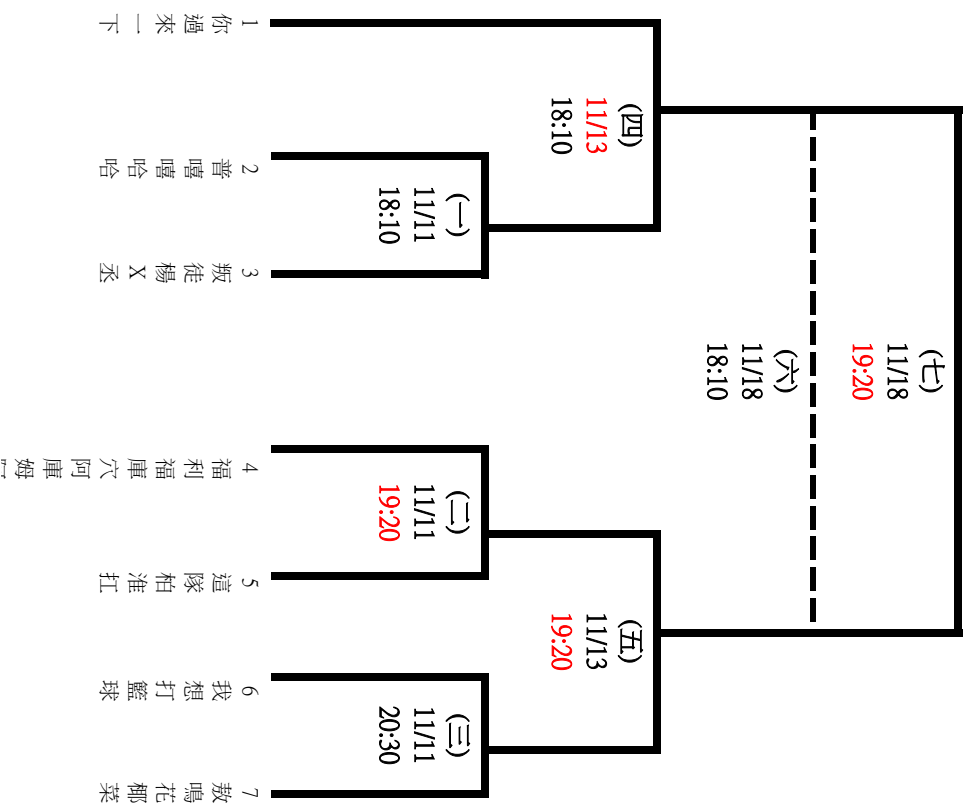 (七)
11/18
19:20
(六)
11/18
18:10
(四)
11/13
18:10
(五)
11/13
19:20
(一)
11/11
18:10
(二)
11/11
19:20
(三)
11/11
20:30
1
你過來一下
2
普嘻嘻哈哈
3
叛徒楊X丞
4
福利福庫穴阿庫姆
5
這隊柏淮扛
6
我想打籃球
7
敖鳴花椰菜